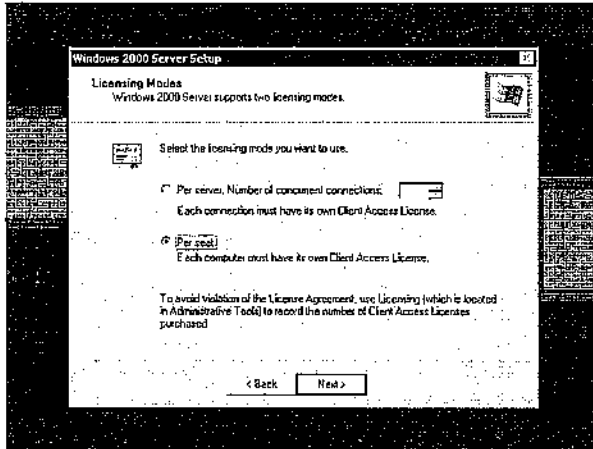 Windows 2000 Server Setup
Licensing Modes
Windows 2000 Server supports two licensing modes.
Select the licensing mode you want to use.
Per server. Number of concurrent connections:
Each connection must have its own Client Access License.
Per seat
Each computer must have its own Client Access License.
To avoid violation of the License Agreement, use Licensing (which is located
in Administrative Tools) to record the number of Client Access Licenses
purchased.
< Back Next >